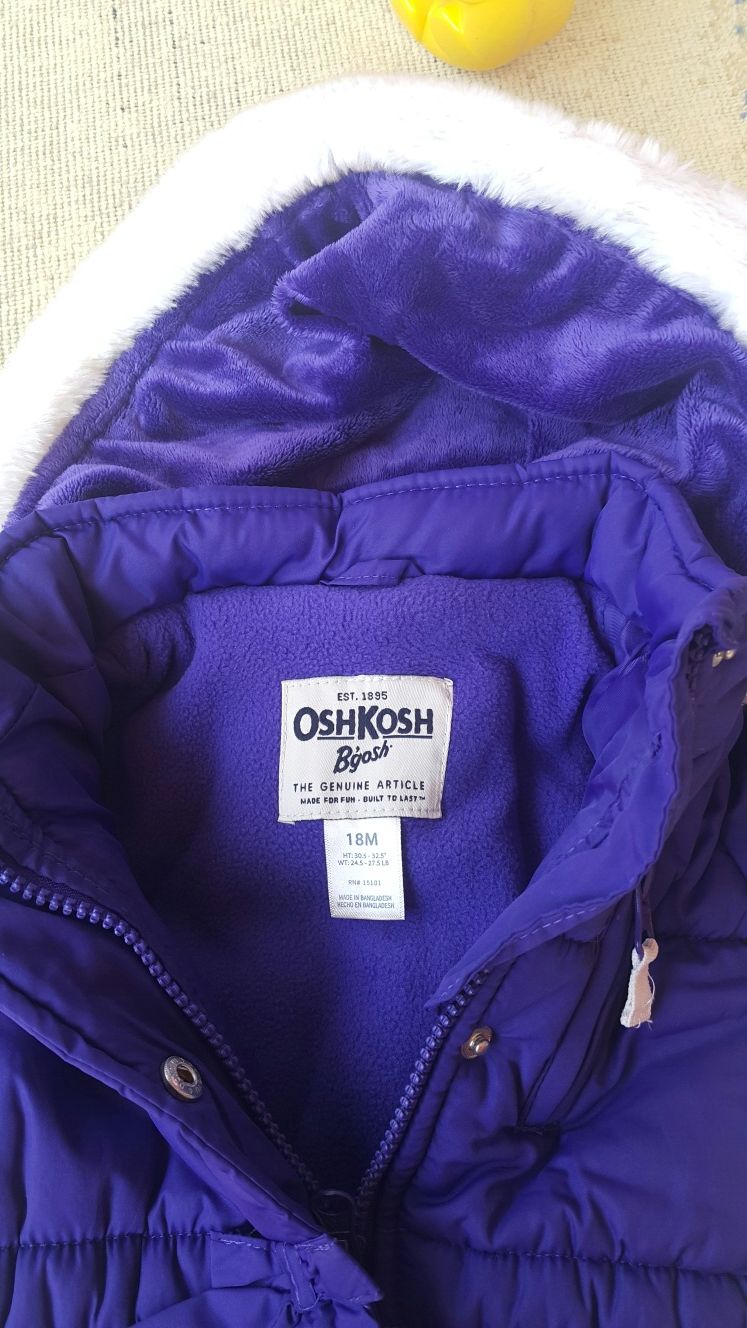 EST. 1895
OSHKOSH
B'gosh
THE GENUINE ARTICLE
MADE FOR FUN - BUILT TO LAST™
18M
HT: 30.5 - 32.5"
WT: 24.5 - 27.5 LB
RN# 15101
MADE IN BANGLADESH
HECHO EN BANGLADESH